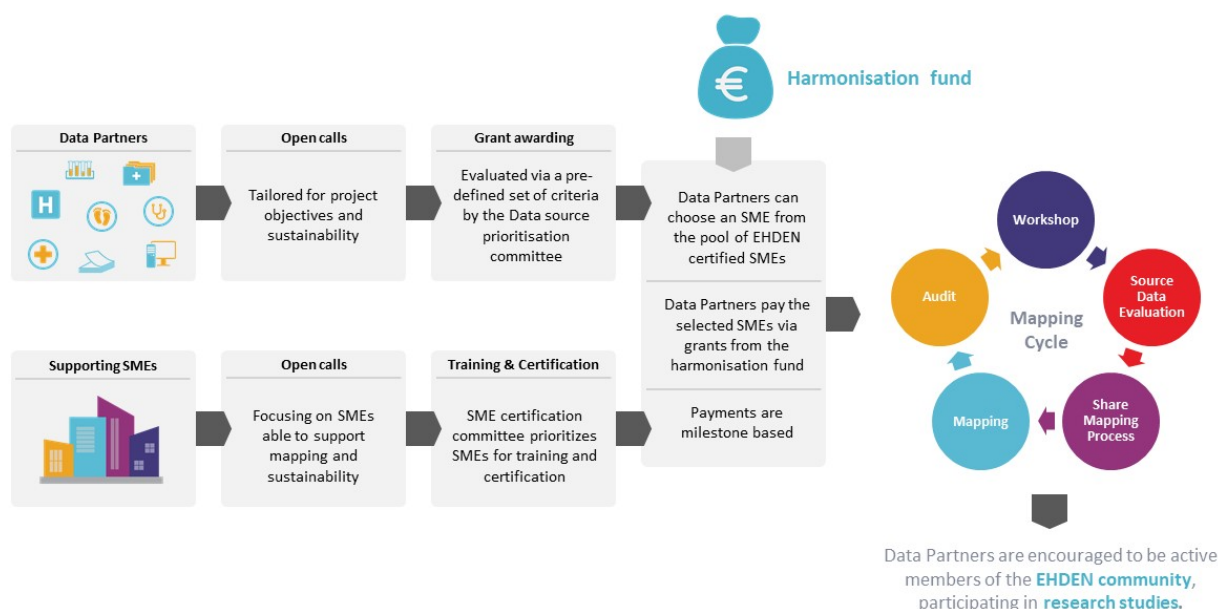 Harmonisation fund
Data Partners
H
Open calls
Tailored for project
objectives and
sustainability
Grant awarding
Evaluated via a pre-
defined set of criteria
by the Data source
prioritisation
committee
Supporting SMEs
Open calls
Focusing on SMEs
able to support
mapping and
sustainability
Training & Certification
SME certification
committee prioritizes
SMEs for training and
certification
€
Data Partners can
choose an SME from
the pool of EHDEN
certified SMEs
Data Partners pay the
selected SMEs via
grants from the
harmonisation fund
Payments are
milestone based
Mapping
Cycle
Workshop
Source
Data
Evaluation
Share
Mapping
Process
Mapping
Audit
Data Partners are encouraged to be active
members of the EHDEN community,
participating in research studies.